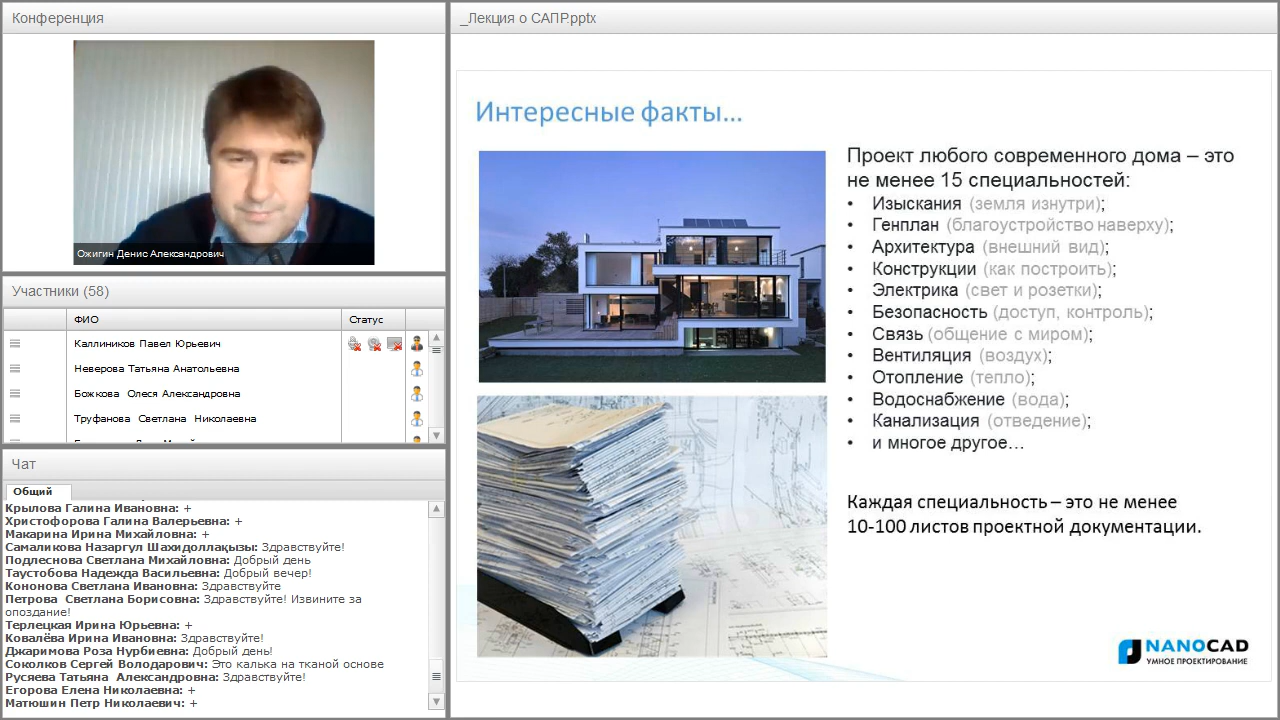 Конференция
Ожигин Денис Александрович
Участники (58)
ФИО
Статус
Каллиников Павел Юрьевич
Неверова Татьяна Анатольевна
Божкова Олеся Александровна
Труфанова Светлана Николаевна
Чат
Общий
Крылова Галина Ивановна: +
Христофорова Галина Валерьевна: +
Макарина Ирина Михайловна: +
Самаликова Назаргул Шахидоллақызы: Здравствуйте!
Подлеснова Светлана Михайловна: Добрый день
Таустобова Надежда Васильевна: Добрый вечер!
Кононова Светлана Ивановна: Здравствуйте
Петрова Светлана Борисовна: Здравствуйте! Извините за
опоздание!
Терлецкая Ирина Юрьевна: +
Ковалёва Ирина Ивановна: Здравствуйте!
Джаримова Роза Нурбиевна: Добрый день!
Соколков Сергей Володарович: Это калька на тканой основе
Русяева Татьяна Александровна: Здравствуйте!
Егорова Елена Николаевна: +
Матюшин Петр Николаевич: +
_Лекция о САПР.pptx
Интересные факты...
Проект любого современного дома – это
не менее 15 специальностей:
• Изыскания (земля изнутри);
• Генплан (благоустройство наверху);
• Архитектура (внешний вид);
• Конструкции (как построить);
• Электрика (свет и розетки);
• Безопасность (доступ, контроль);
• Связь (общение с миром);
• Вентиляция (воздух);
• Отопление (тепло);
• Водоснабжение (вода);
• Канализация (отведение);
• и многое другое…
Каждая специальность – это не менее
10-100 листов проектной документации.
NANOCAD
УМНОЕ ПРОЕКТИРОВАНИЕ